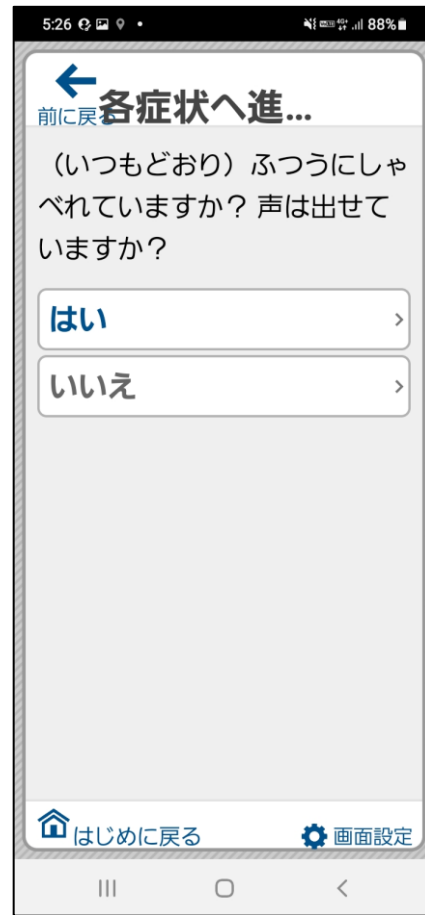 5:26
88%
前に戻る
各症状へ進...
（いつもどおり）ふつうにしゃ
べれていますか？ 声は出せて
いますか？
はい
いいえ
はじめに戻る
画面設定